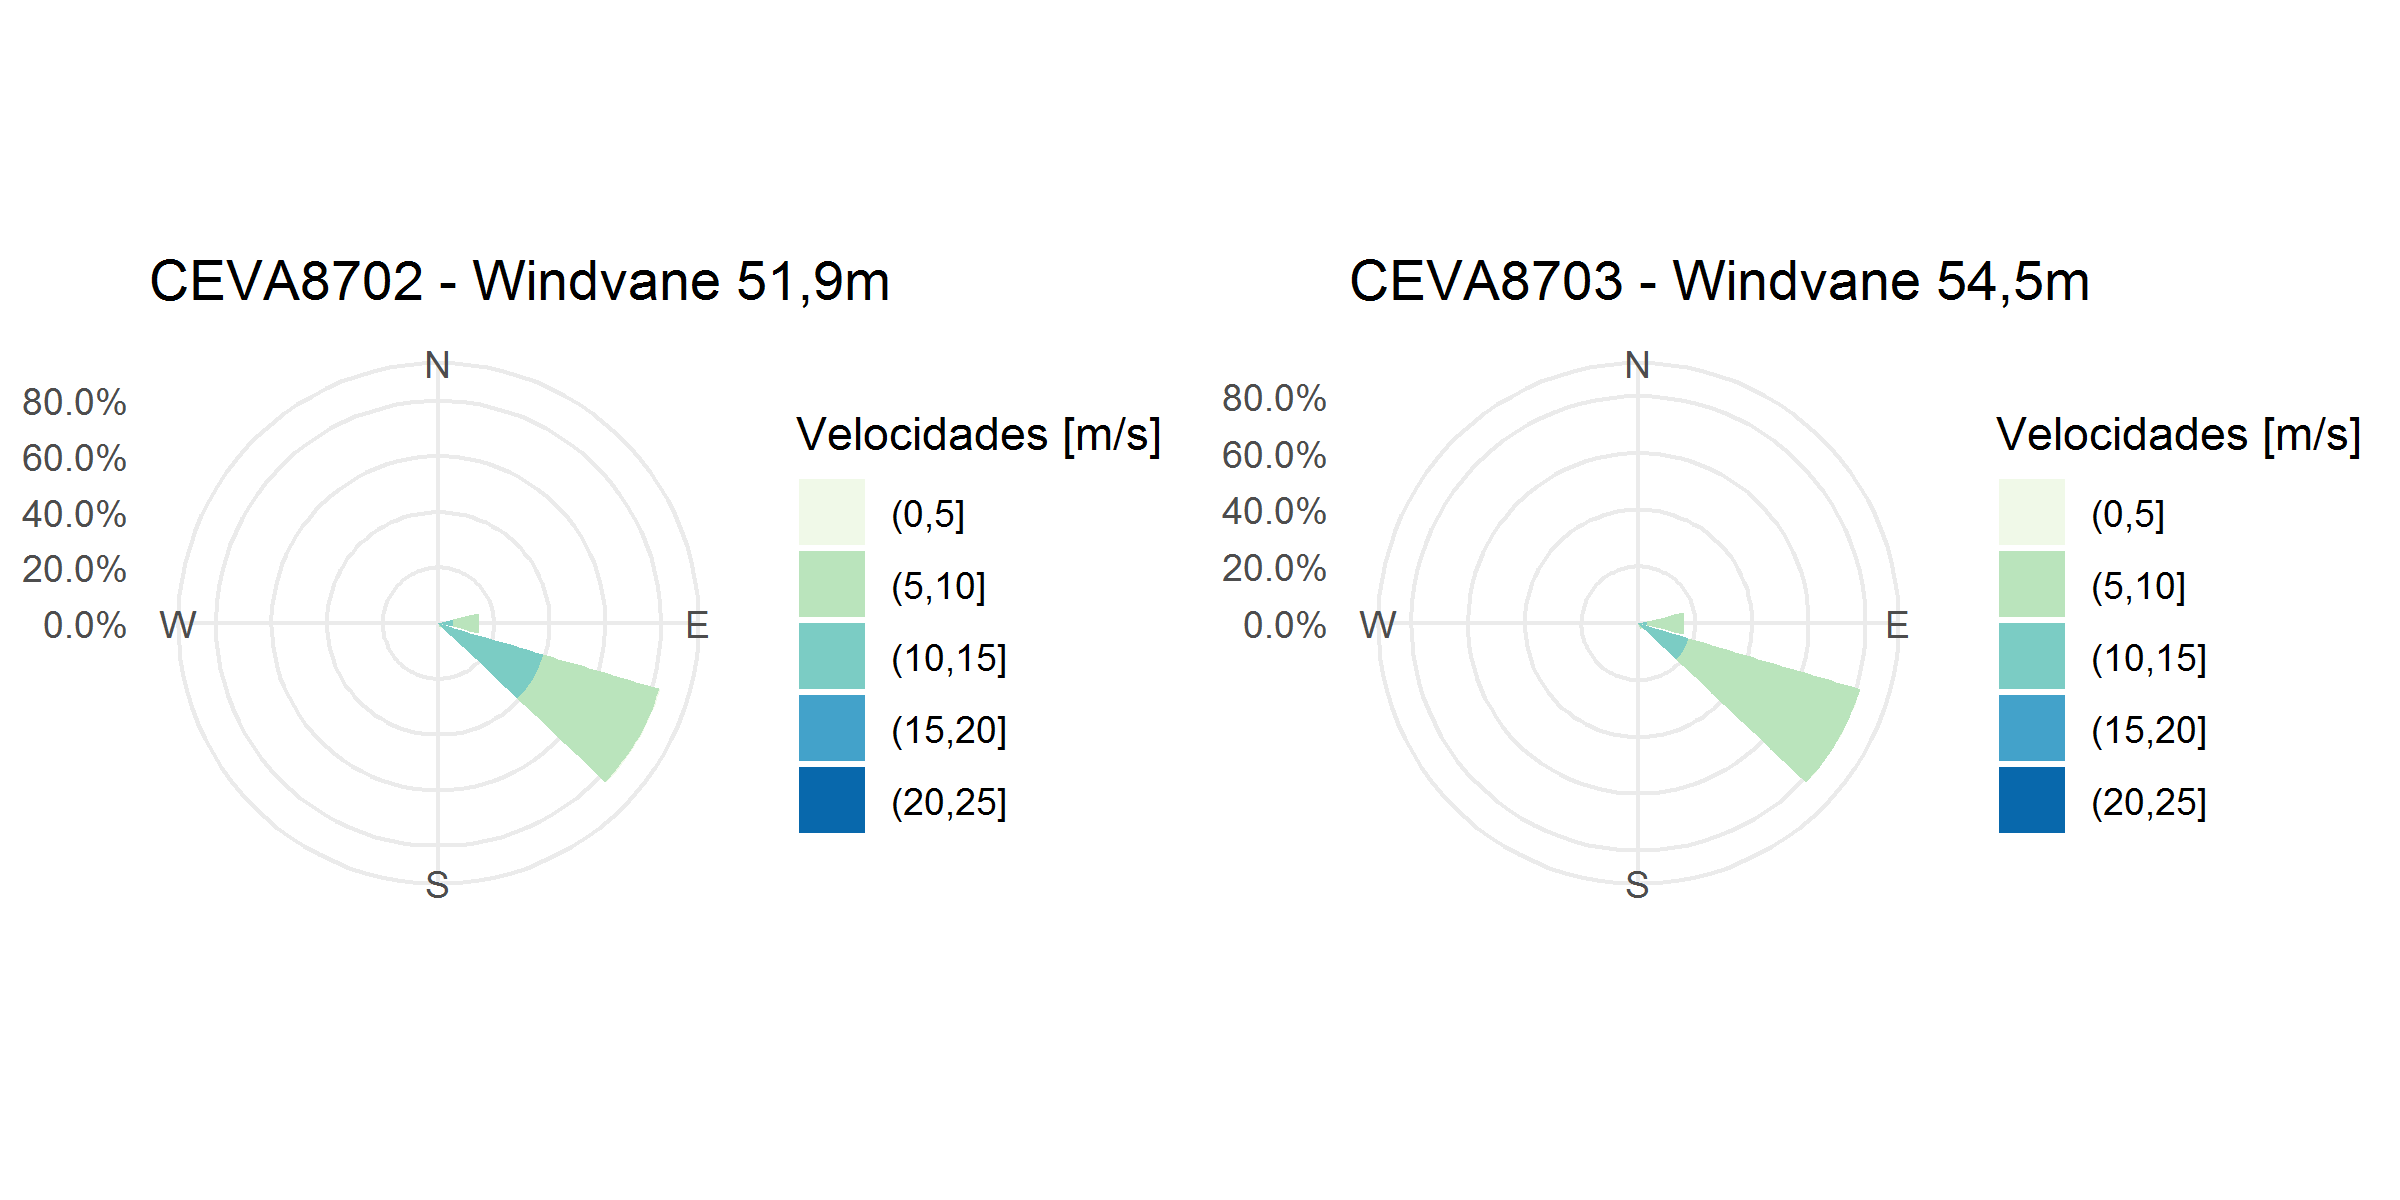 CEVA8702 - Windvane 51,9m
N
80.0%
60.0%
40.0%
20.0%
0.0%
W
E
S
Velocidades [m/s]
(0,5]
(5,10]
(10,15]
(15,20]
(20,25]
CEVA8703 - Windvane 54,5m
N
80.0%
60.0%
40.0%
20.0%
0.0%
W
E
S
Velocidades [m/s]
(0,5]
(5,10]
(10,15]
(15,20]
(20,25]